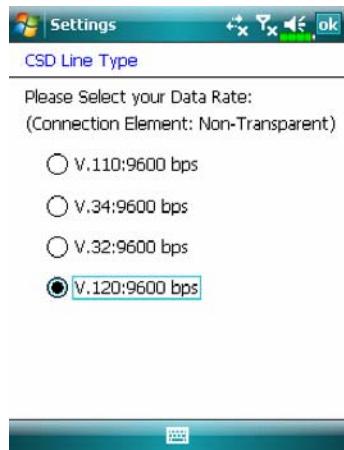 Settings
ok
CSD Line Type
Please Select your Data Rate:
(Connection Element: Non-Transparent)
V.110:9600 bps
V.34:9600 bps
V.32:9600 bps
V.120:9600 bps